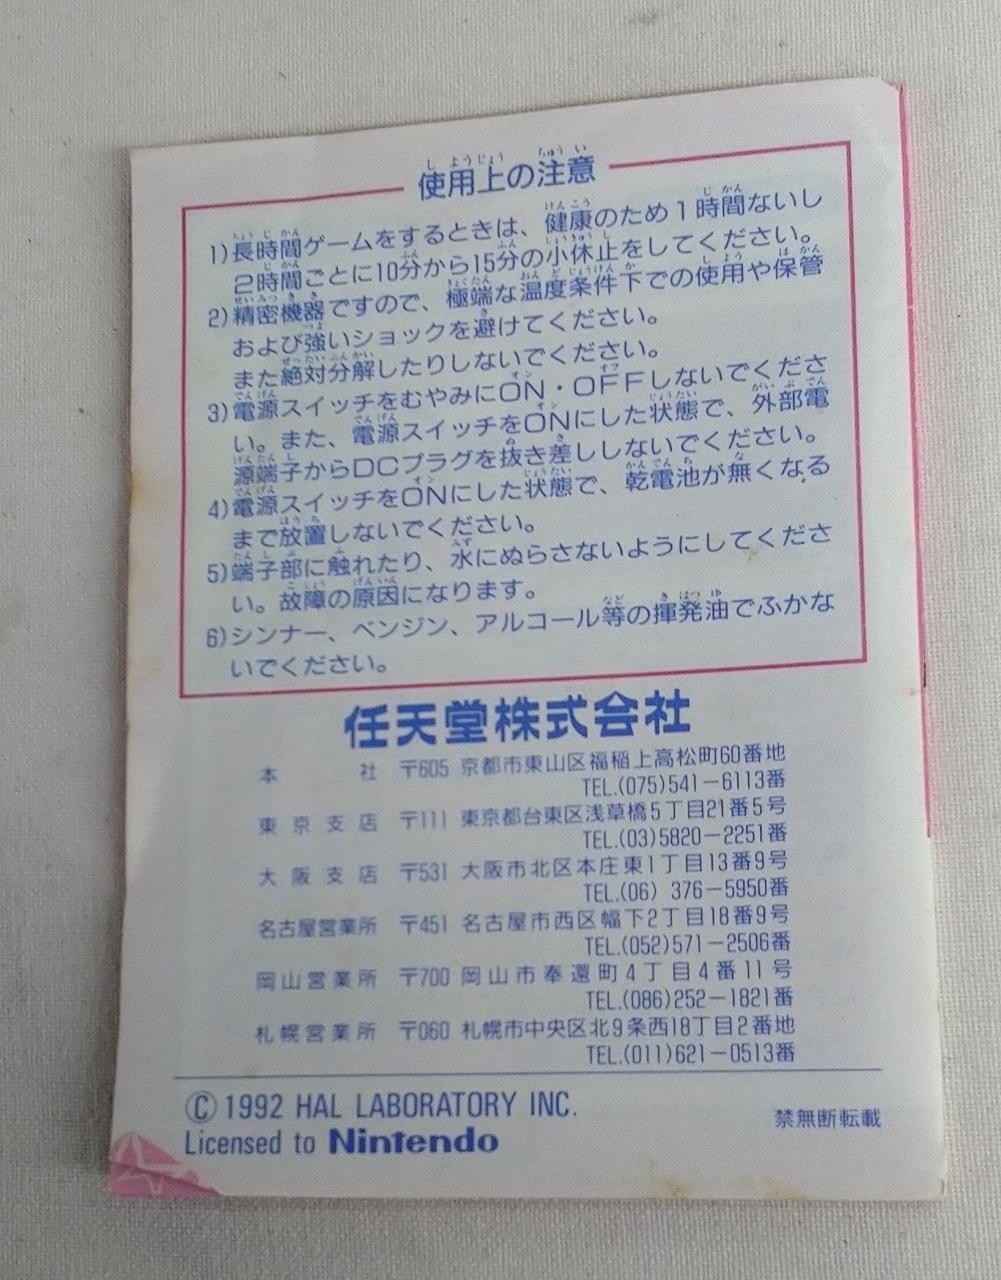 使用上の注意
1)長時間ゲームをするときは、健康のため1時間ないし
2時間ごとに10分から15分の小休止をしてください。
2)精密機器ですので、極端な温度条件下での使用や保管
および強いショックを避けてください。
また絶対分解したりしないでください。
3)電源スイッチをむやみにON・OFFしないでくださ
い。また、電源スイッチをONにした状態で、外部電
源端子からDCプラグを抜き差ししないでください。
4)電源スイッチをONにした状態で、乾電池が無くなる
まで放置しないでください。
5)端子部に触れたり、水にぬらさないようにしてくださ
い。故障の原因になります。
6)シンナー、ベンジン、アルコール等の揮発油でふかな
いでください。
任天堂株式会社
本社 〒605 京都市東山区福稲上高松町60番地
TEL.(075)541-6113番
東京支店 〒111 東京都台東区浅草橋5丁目21番5号
TEL.(03)5820-2251番
大阪支店 〒531 大阪市北区本庄東1丁目13番9号
TEL.(06) 376-5950番
名古屋営業所 〒451 名古屋市西区幅下2丁目18番9号
TEL.(052)571-2506番
岡山営業所 〒700 岡山市奉還町4丁目4番11号
TEL.(086)252-1821番
札幌営業所 〒060 札幌市中央区北9条西18丁目2番地
TEL.(011)621-0513番
Ⓒ1992 HAL LABORATORY INC.
Licensed to Nintendo
禁無断転載